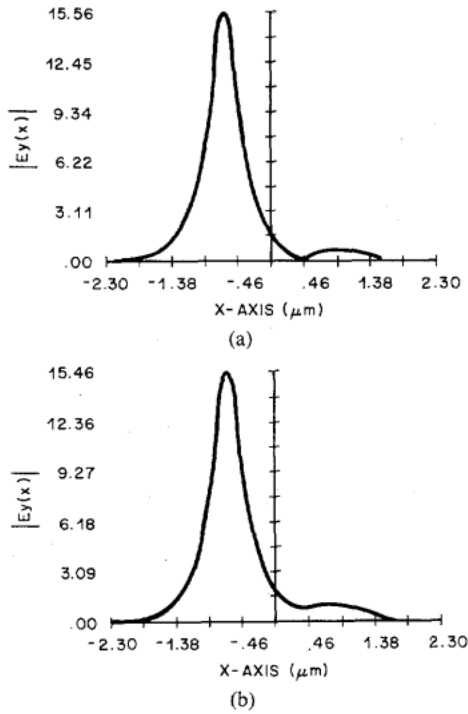 15.56
12.45
9.34
6.22
3.11
.00
|Ey(x)|
-2.30 -1.38 -.46 .46 1.38 2.30
X-AXIS (μm)
(a)
15.46
12.36
9.27
6.18
3.09
.00
|Ey(x)|
-2.30 -1.38 -.46 .46 1.38 2.30
X-AXIS (μm)
(b)